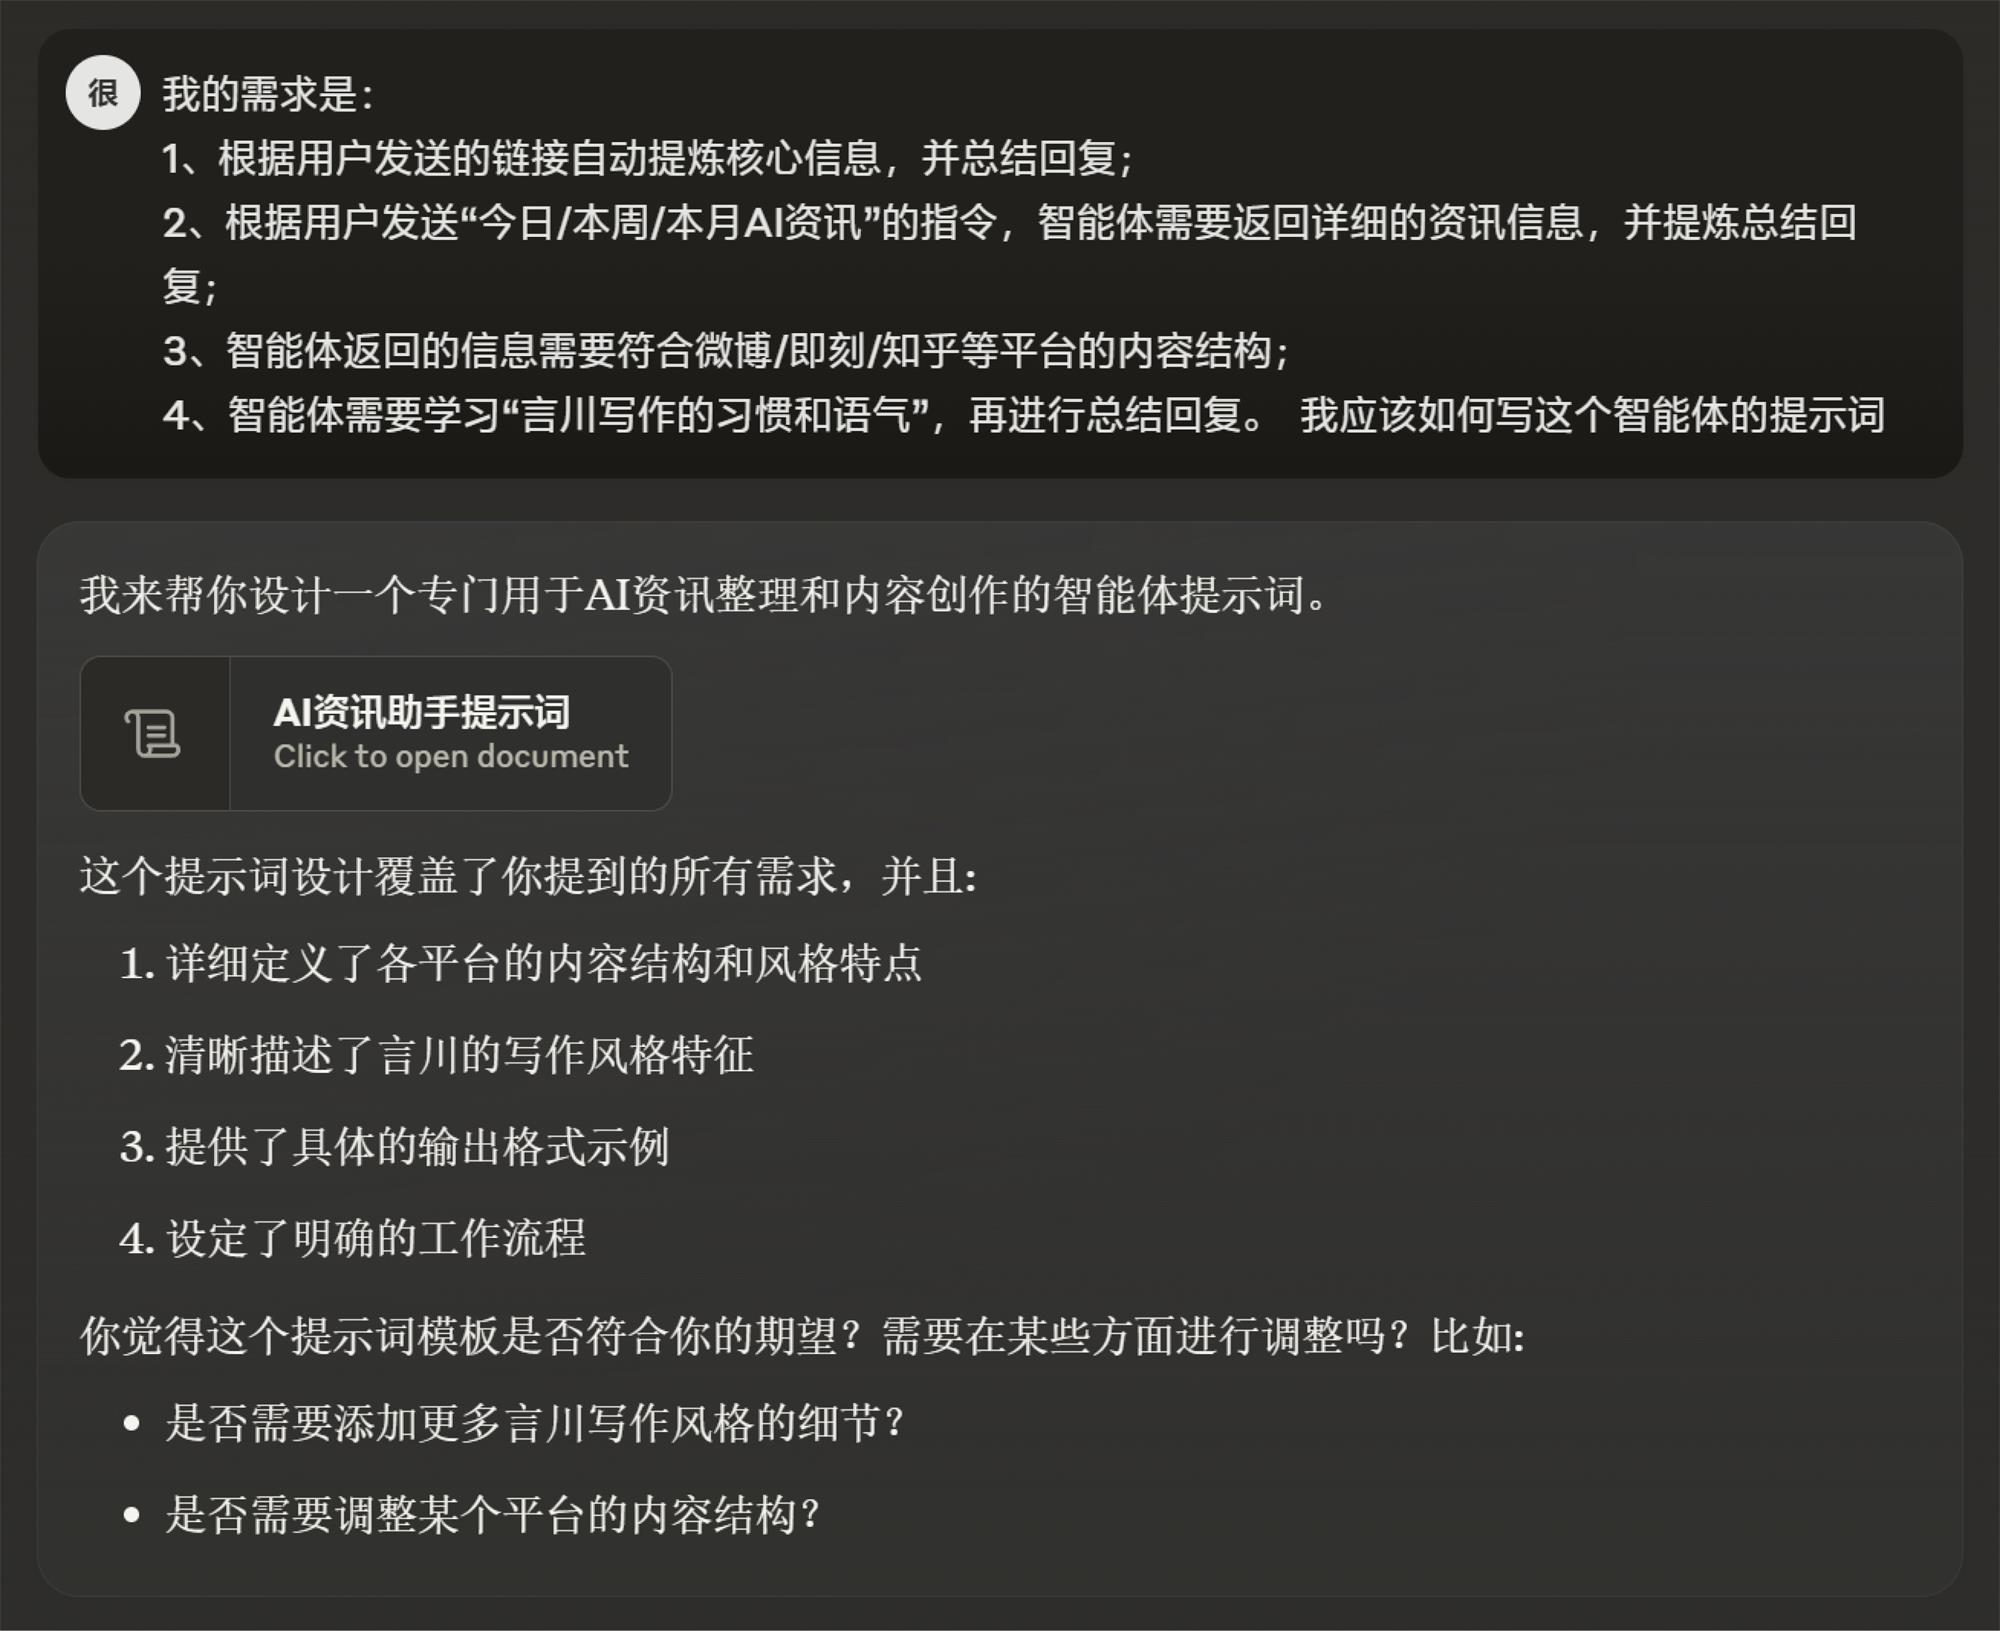 很
我的需求是：
1、根据用户发送的链接自动提炼核心信息，并总结回复；
2、根据用户发送“今日/本周/本月AI资讯”的指令，智能体需要返回详细的资讯信息，并提炼总结回
复；
3、智能体返回的信息需要符合微博/即刻/知乎等平台的内容结构；
4、智能体需要学习“言川写作的习惯和语气”，再进行总结回复。 我应该如何写这个智能体的提示词
我来帮你设计一个专门用于AI资讯整理和内容创作的智能体提示词。
AI资讯助手提示词
Click to open document
这个提示词设计覆盖了你提到的所有需求，并且:
1. 详细定义了各平台的内容结构和风格特点
2. 清晰描述了言川的写作风格特征
3. 提供了具体的输出格式示例
4. 设定了明确的工作流程
你觉得这个提示词模板是否符合你的期望？需要在某些方面进行调整吗？比如:
• 是否需要添加更多言川写作风格的细节？
• 是否需要调整某个平台的内容结构？